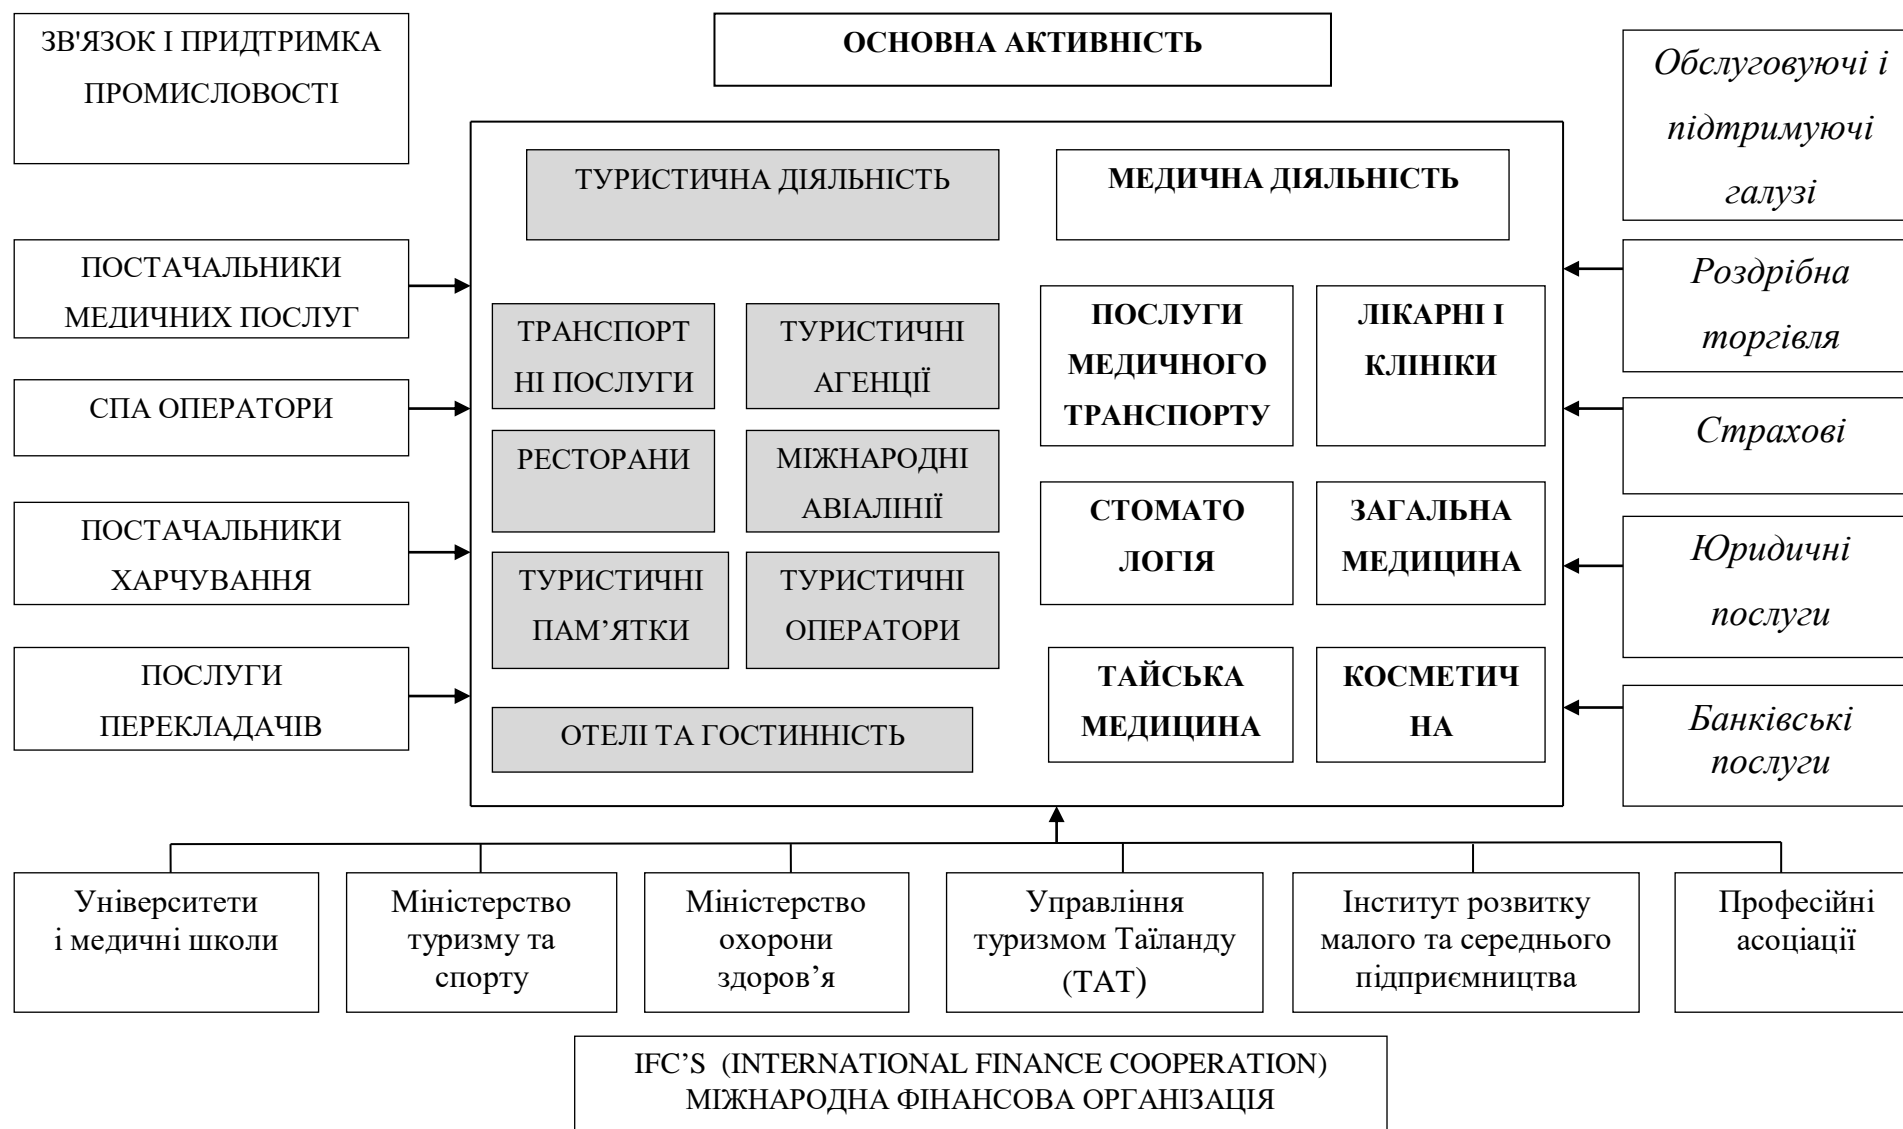 ЗВ'ЯЗОК І ПРИДТРИМКА
ПРОМИСЛОВОСТІ
ОСНОВНА АКТИВНІСТЬ
Обслуговуючі і
підтримуючі
галузі
ТУРИСТИЧНА ДІЯЛЬНІСТЬ
МЕДИЧНА ДІЯЛЬНІСТЬ
ПОСТАЧАЛЬНИКИ
МЕДИЧНИХ ПОСЛУГ
СПА ОПЕРАТОРИ
ПОСТАЧАЛЬНИКИ
ХАРЧУВАННЯ
ПОСЛУГИ
ПЕРЕКЛАДАЧІВ
ТРАНСПОРТ
НІ ПОСЛУГИ
ТУРИСТИЧНІ
АГЕНЦІЇ
РЕСТОРАНИ
МІЖНАРОДНІ
АВІАЛІНІЇ
ТУРИСТИЧНІ
ПАМ’ЯТКИ
ТУРИСТИЧНІ
ОПЕРАТОРИ
ОТЕЛІ ТА ГОСТИННІСТЬ
ПОСЛУГИ
МЕДИЧНОГО
ТРАНСПОРТУ
ЛІКАРНІ І
КЛІНІКИ
СТОМАТО
ЛОГІЯ
ЗАГАЛЬНА
МЕДИЦИНА
ТАЙСЬКА
МЕДИЦИНА
КОСМЕТИЧ
НА
Роздрібна
торгівля
Страхові
Юридичні
послуги
Банківські
послуги
Університети
і медичні школи
Міністерство
туризму та
спорту
Міністерство
охорони
здоров’я
Управління
туризмом Таїланду
(ТАТ)
Інститут розвитку
малого та середнього
підприємництва
Професійні
асоціації
IFC’S (INTERNATIONAL FINANCE COOPERATION)
МІЖНАРОДНА ФІНАНСОВА ОРГАНІЗАЦІЯ